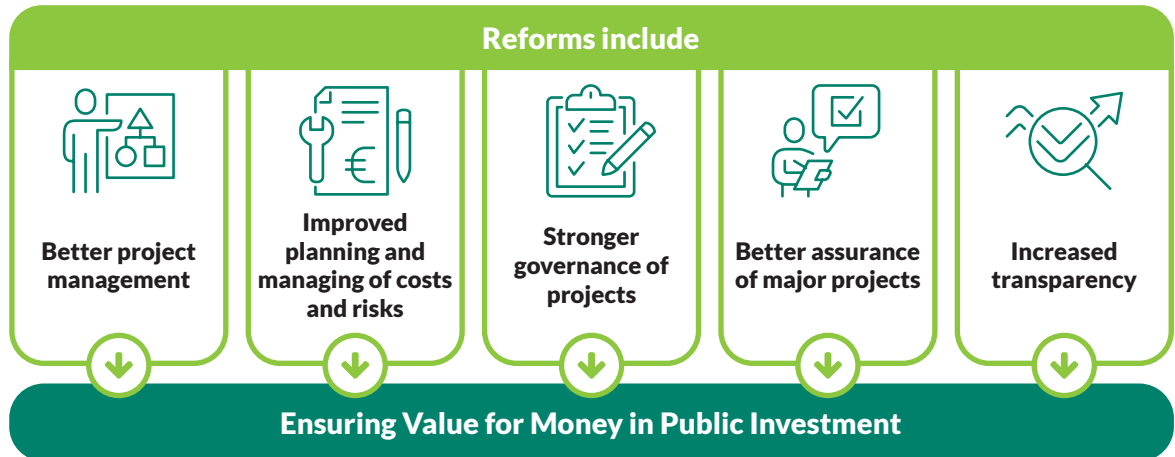 Reforms include
Better project
management
Improved
planning and
managing of costs
and risks
Stronger
governance of
projects
Better assurance
of major projects
Increased
transparency
Ensuring Value for Money in Public Investment